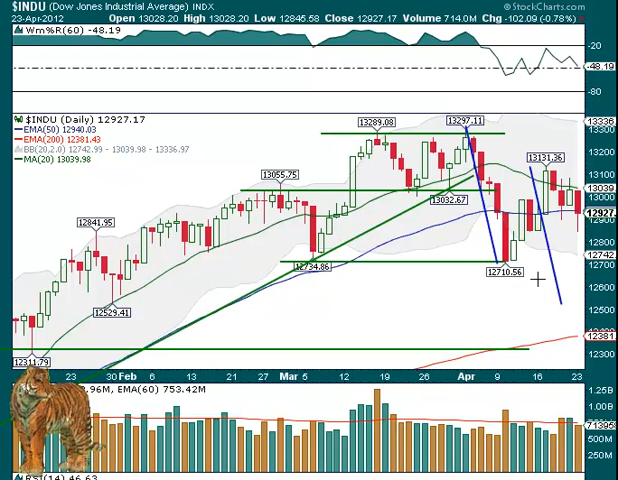 $INDU (Dow Jones Industrial Average) INDX
© StockCharts.com
23-Apr-2012 Open 13028.20 High 13028.20 Low 12845.58 Close 12927.17 Volume 714.0M Chg -102.09 (-0.78%)
Wm%R(60) -48.19
-20
-48.19
-80
$INDU (Daily) 12927.17
EMA(50) 12940.03
EMA(200) 12381.43
BB(20,2.0) 12742.99 - 13039.98 - 13336.97
MA(20) 13039.98
13289.08
13297.11
13336
13300
13200
13131.36
13100
13055.75
13039
13032.67
13000
12927
12900
12841.95
12800
12742
12734.86
12710.56
12700
12600
12529.41
12500
12400
12381
12311.79
12300
23 30 Feb 6 13 21 27 Mar 5 12 19 26 Apr 9 16 23
.96M, EMA(60) 753.42M
1.25B
1.00B
500M
250M
RSI(14) 46.63